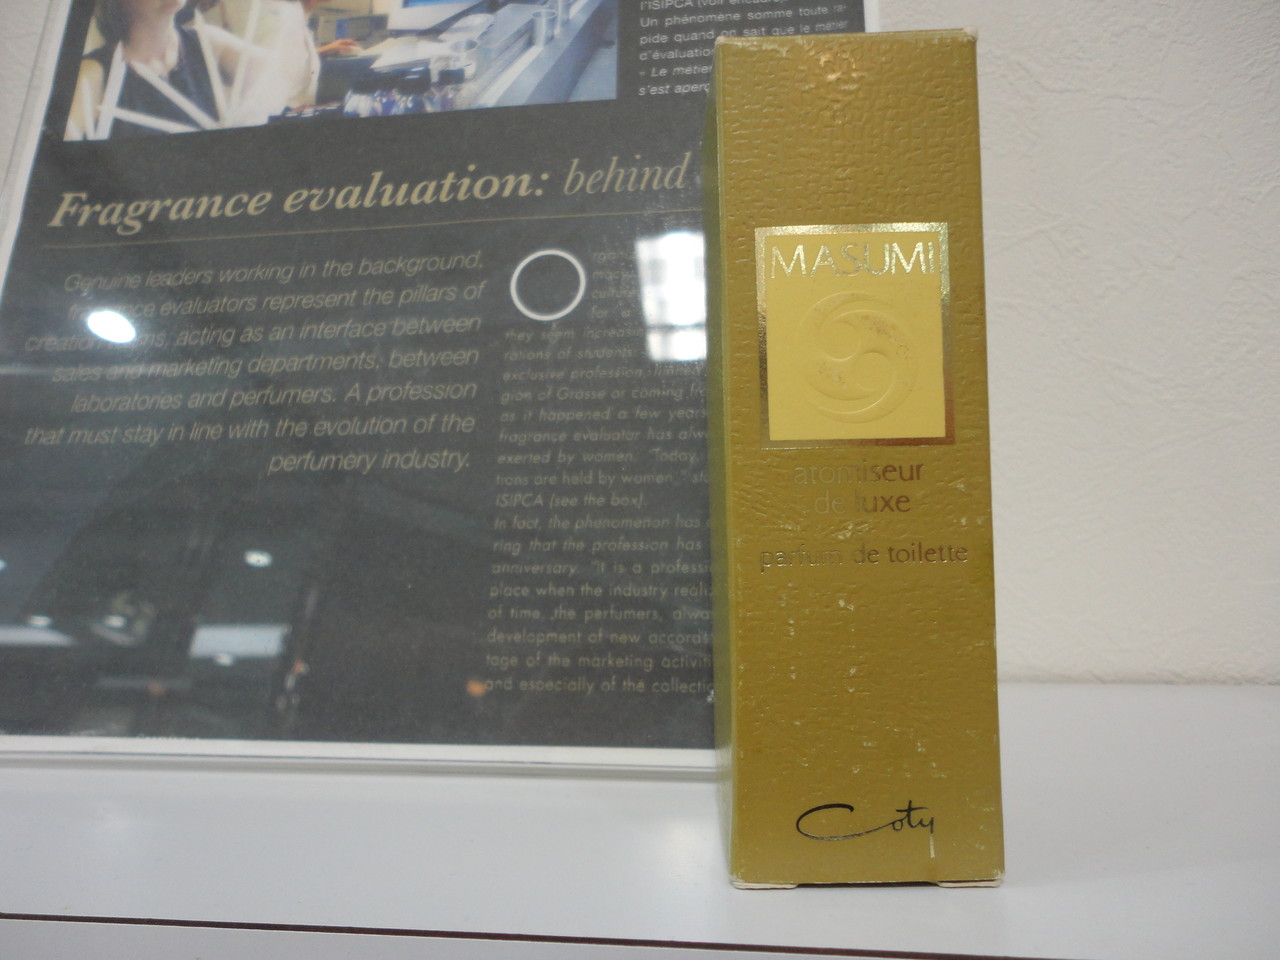 l'ISIPCA (voir
Un phénomène somme toute ra-
pide quand on sait que le métier
d'évaluation
- Le métier
s'est aperç
Fragrance evaluation: behind
Genuine leaders working in the background,
evaluators represent the pillars of
acting as an interface between
sales and marketing departments, between
laboratories and perfumers. A profession
that must stay in line with the evolution of the
perfumery industry.
they seem increasin
rations of students
exclusive profession
gion of Grasse or coming
as it happened a few years
fragrance evaluator has alw
exerted by women. "Today,
tions are held by women," stu
ISIPCA (see the box).
In fact, the phenomenon has
ring that the profession has
anniversary. "It is a professi
place when the industry reali
of time, the perfumers, alwa
development of new accords
tage of the marketing activiti
and especially of the collectio
MASUMI
atomiseur
de luxe
parfum de toilette
Coty